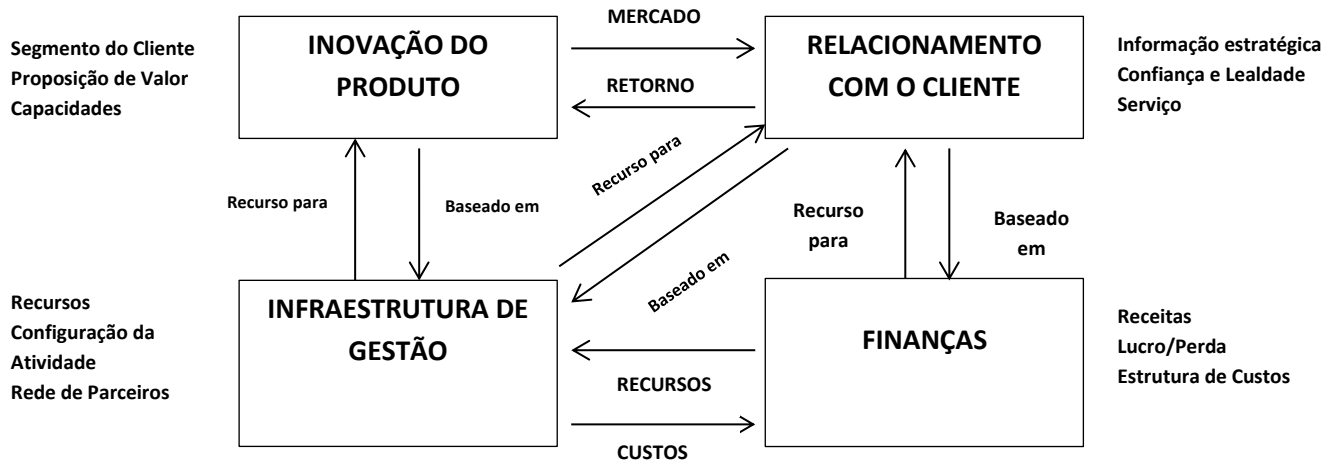 MERCADO
Segmento do Cliente
Proposição de Valor
Capacidades
INOVAÇÃO DO
PRODUTO
RETORNO
RELACIONAMENTO
COM O CLIENTE
Informação estratégica
Confiança e Lealdade
Serviço
Recurso para
Baseado em
Recurso para
Baseado em
Recurso
para
Baseado
em
Recursos
Configuração da
Atividade
Rede de Parceiros
INFRAESTRUTURA DE
GESTÃO
RECURSOS
CUSTOS
FINANÇAS
Receitas
Lucro/Perda
Estrutura de Custos